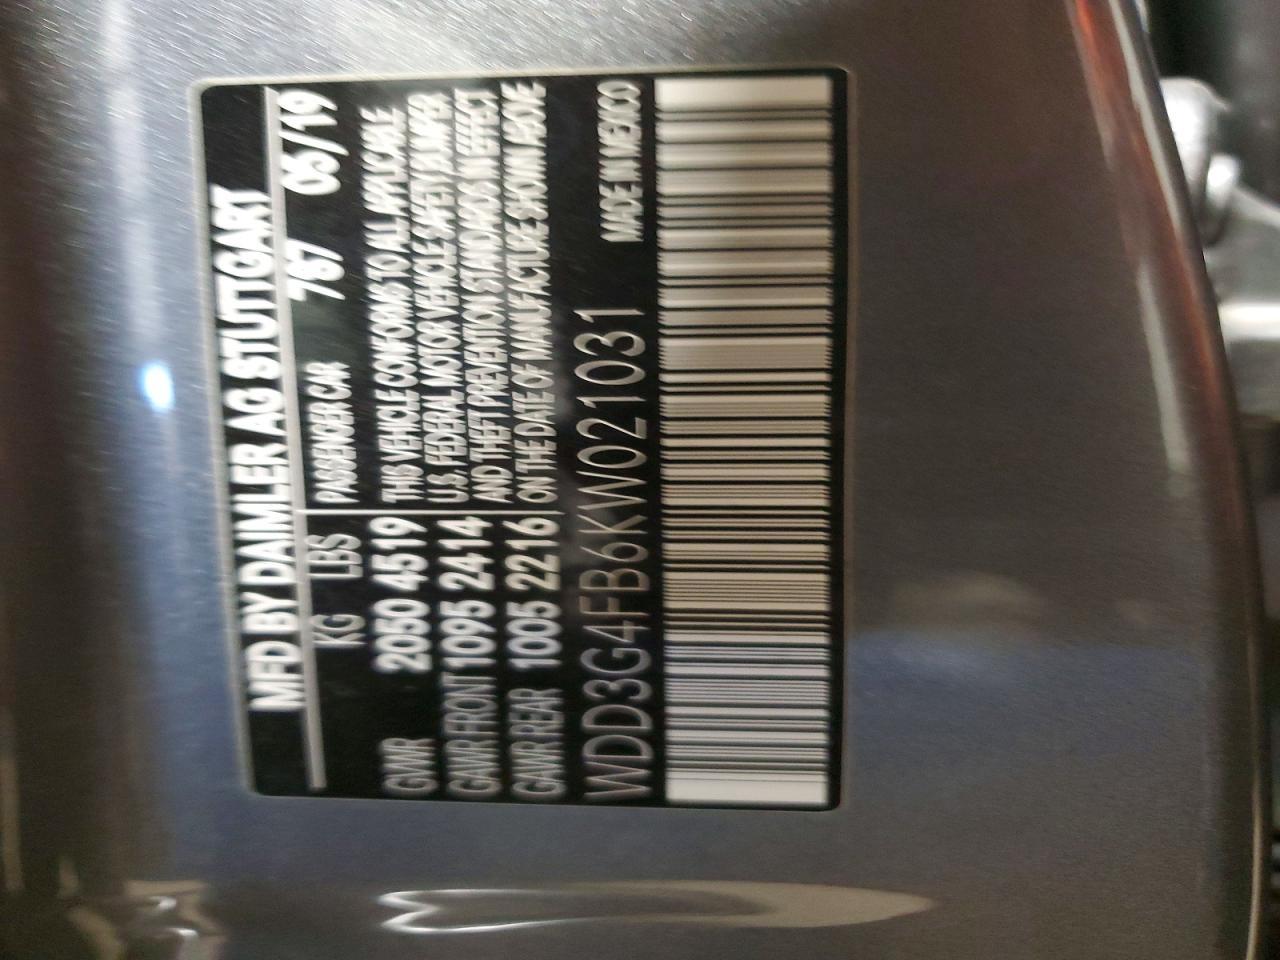 MFD BY DAIMLER AG STUTTGART
KG LBS PASSENGER CAR 787 05/19
GVWR 2050 4519
GAWR FRONT 1095 2414
GAWR REAR 1005 2216
THIS VEHICLE CONFORMS TO ALL APPLICABLE
U.S. FEDERAL MOTOR VEHICLE SAFETY, BUMPER
AND THEFT PREVENTION STANDARDS IN EFFECT
ON THE DATE OF MANUFACTURE SHOWN ABOVE
WDD3G4FB6KW021031 MADE IN MEXICO